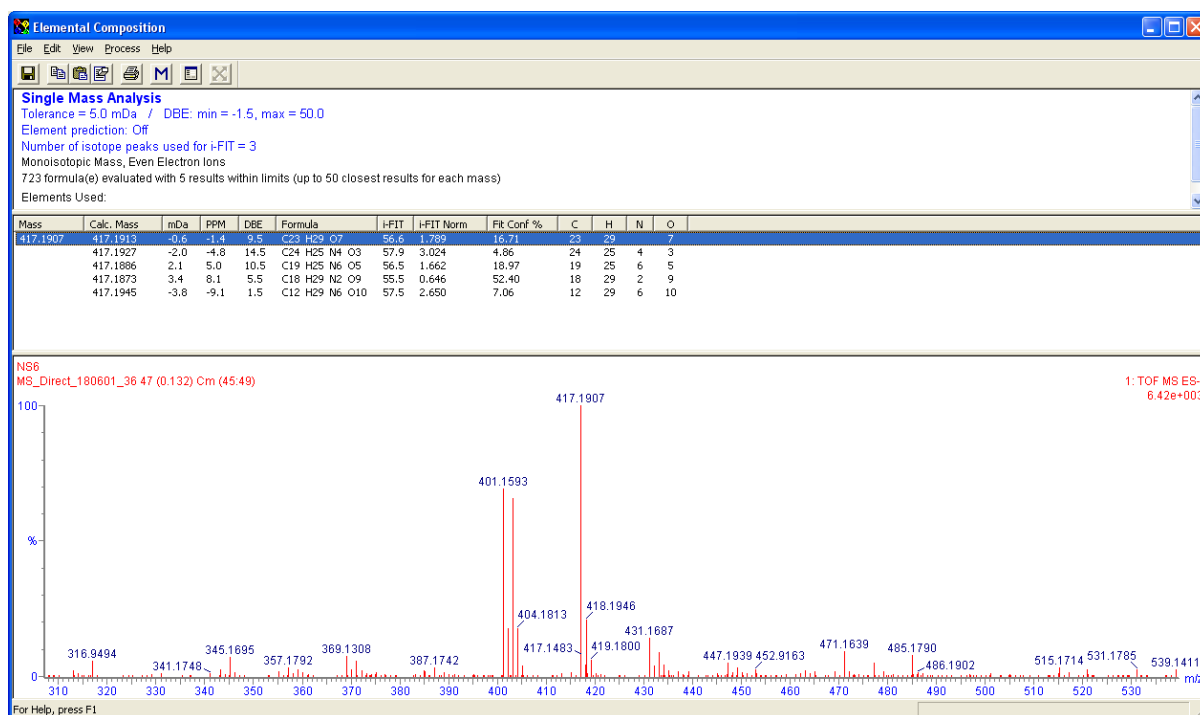 Elemental Composition
File Edit View Process Help
Single Mass Analysis
Tolerance = 5.0 mDa / DBE: min = -1.5, max = 50.0
Element prediction: Off
Number of isotope peaks used for i-FIT = 3
Monoisotopic Mass, Even Electron Ions
723 formula(e) evaluated with 5 results within limits (up to 50 closest results for each mass)
Elements Used:
Mass Calc. Mass mDa PPM DBE Formula i-FIT i-FIT Norm Fit Conf % C H N O
417.1907 417.1913 -0.6 -1.4 9.5 C23 H29 O7 56.6 1.789 16.71 23 29 7
417.1927 -2.0 -4.8 14.5 C24 H25 N4 O3 57.9 3.024 4.86 24 25 4 3
417.1886 2.1 5.0 10.5 C19 H25 N6 O5 56.5 1.662 18.97 19 25 6 5
417.1873 3.4 8.1 5.5 C18 H29 N2 O9 55.5 0.646 52.40 18 29 2 9
417.1945 -3.8 -9.1 1.5 C12 H29 N6 O10 57.5 2.650 7.06 12 29 6 10
NS6
MS_Direct_180601_36 47 (0.132) Cm (45:49)
1: TOF MS ES-
6.42e+003
100
%
0
417.1907
401.1593
404.1813
418.1946
417.1483
419.1800
431.1687
316.9494
341.1748
345.1695
357.1792
369.1308
387.1742
447.1939
452.9163
471.1639
485.1790
486.1902
515.1714
531.1785
539.1411
310 320 330 340 350 360 370 380 390 400 410 420 430 440 450 460 470 480 490 500 510 520 530
m/z
For Help, press F1